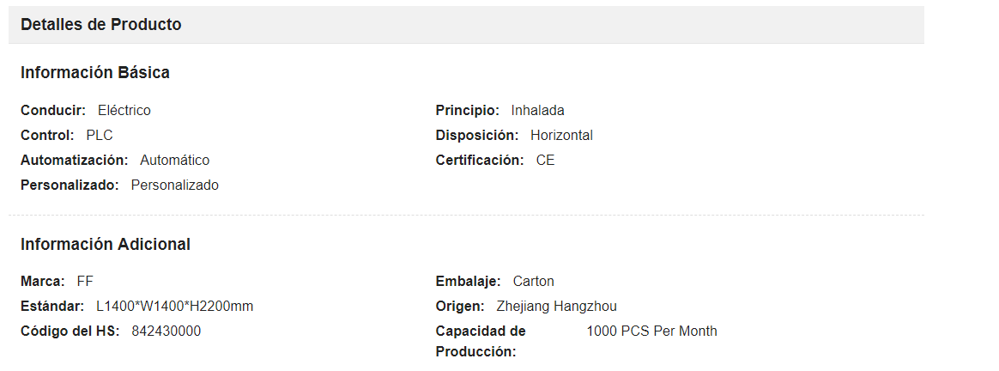 Detalles de Producto
Información Básica
Conducir: Eléctrico
Principio: Inhalada
Control: PLC
Disposición: Horizontal
Automatización: Automático
Certificación: CE
Personalizado: Personalizado
Información Adicional
Marca: FF
Embalaje: Carton
Estándar: L1400*W1400*H2200mm
Origen: Zhejiang Hangzhou
Código del HS: 842430000
Capacidad de 1000 PCS Per Month
Producción: